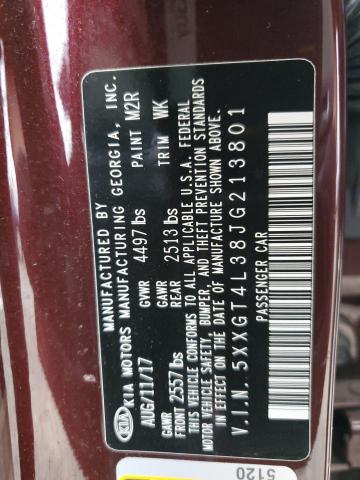 MANUFACTURED BY
KIA KIA MOTORS MANUFACTURING GEORGIA, INC.
AUG/11/17 GVWR 4497 lbs PAINT M2R
GAWR FRONT 2557 lbs GAWR REAR 2513 lbs TRIM WK
THIS VEHICLE CONFORMS TO ALL APPLICABLE U.S.A. FEDERAL
MOTOR VEHICLE SAFETY, BUMPER, AND THEFT PREVENTION STANDARDS
IN EFFECT ON THE DATE OF MANUFACTURE SHOWN ABOVE.
V.I.N. 5XXGT4L38JG213801
PASSENGER CAR
5120